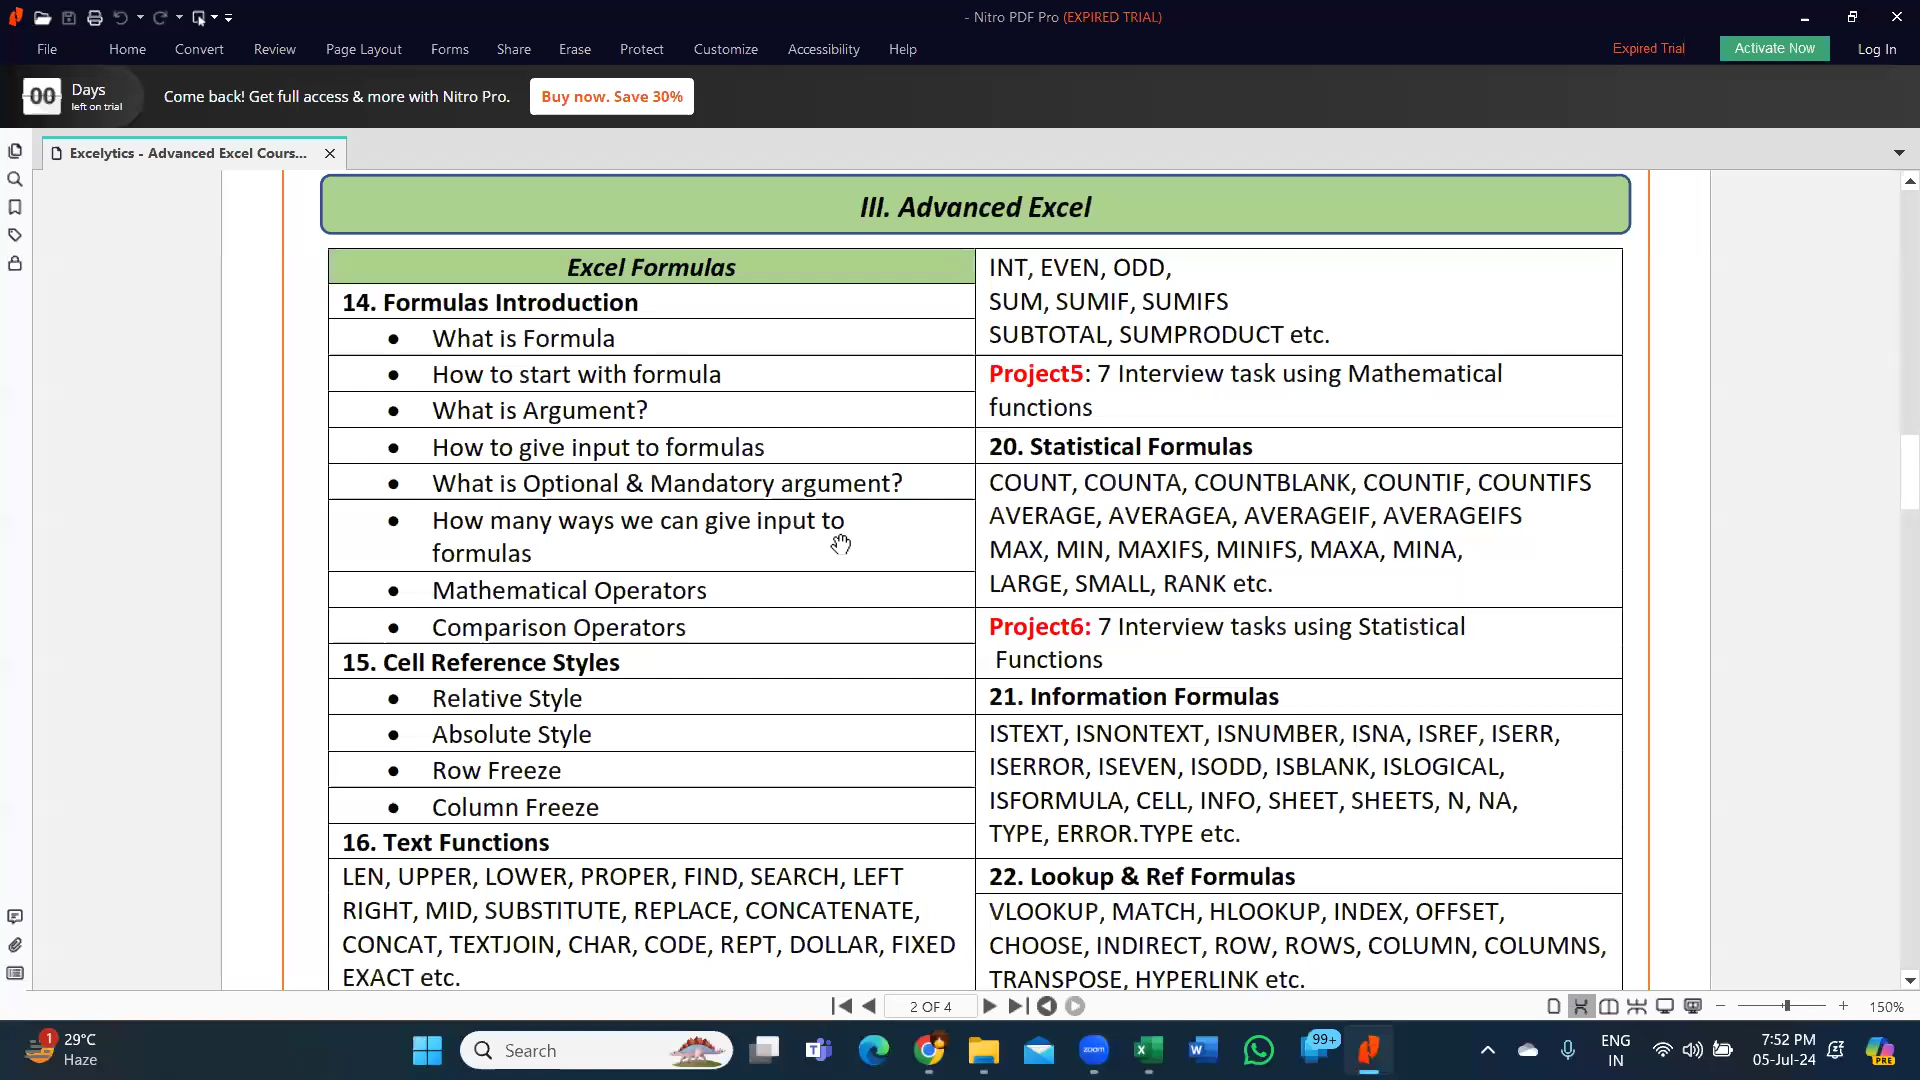 - Nitro PDF Pro (EXPIRED TRIAL)
File Home Convert Review Page Layout Forms Share Erase Protect Customize Accessibility Help
Expired Trial Activate Now Log In
00 Days
left on trial
Come back! Get full access & more with Nitro Pro.
Buy now. Save 30%
Excelytics - Advanced Excel Cours...
III. Advanced Excel
Excel Formulas
14. Formulas Introduction
• What is Formula
• How to start with formula
• What is Argument?
• How to give input to formulas
• What is Optional & Mandatory argument?
• How many ways we can give input to
formulas
• Mathematical Operators
• Comparison Operators
15. Cell Reference Styles
• Relative Style
• Absolute Style
• Row Freeze
• Column Freeze
16. Text Functions
LEN, UPPER, LOWER, PROPER, FIND, SEARCH, LEFT
RIGHT, MID, SUBSTITUTE, REPLACE, CONCATENATE,
CONCAT, TEXTJOIN, CHAR, CODE, REPT, DOLLAR, FIXED
EXACT etc.
INT, EVEN, ODD,
SUM, SUMIF, SUMIFS
SUBTOTAL, SUMPRODUCT etc.
Project5: 7 Interview task using Mathematical
functions
20. Statistical Formulas
COUNT, COUNTA, COUNTBLANK, COUNTIF, COUNTIFS
AVERAGE, AVERAGEA, AVERAGEIF, AVERAGEIFS
MAX, MIN, MAXIFS, MINIFS, MAXA, MINA,
LARGE, SMALL, RANK etc.
Project6: 7 Interview tasks using Statistical
Functions
21. Information Formulas
ISTEXT, ISNONTEXT, ISNUMBER, ISNA, ISREF, ISERR,
ISERROR, ISEVEN, ISODD, ISBLANK, ISLOGICAL,
ISFORMULA, CELL, INFO, SHEET, SHEETS, N, NA,
TYPE, ERROR.TYPE etc.
22. Lookup & Ref Formulas
VLOOKUP, MATCH, HLOOKUP, INDEX, OFFSET,
CHOOSE, INDIRECT, ROW, ROWS, COLUMN, COLUMNS,
TRANSPOSE, HYPERLINK etc.
2 OF 4
150%
1
29°C
Haze
Search
zoom
99+
ENG
IN
7:52 PM
05-Jul-24
PRE